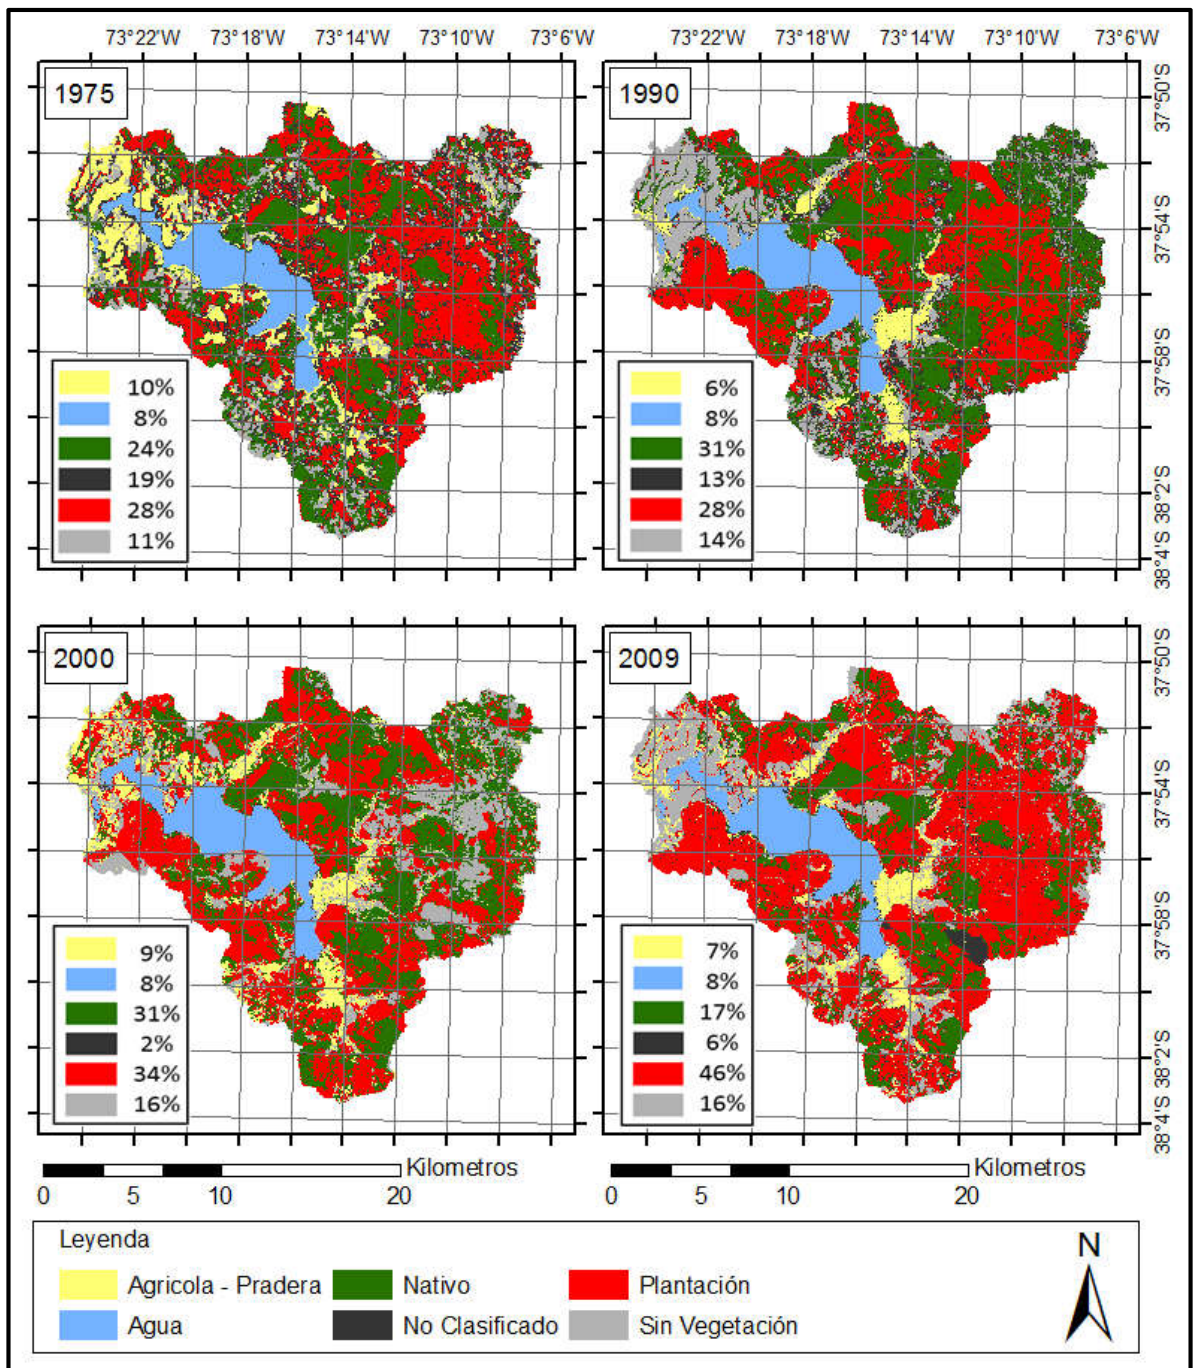 73°22'W 73°18'W 73°14'W 73°10'W 73°6'W
73°22'W 73°18'W 73°14'W 73°10'W 73°6'W
1975
1990
37°50'S
37°54'S
37°58'S
38°2'S
38°4'S
10%
8%
24%
19%
28%
11%
6%
8%
31%
13%
28%
14%
2000
2009
37°50'S
37°54'S
37°58'S
38°2'S
38°4'S
9%
8%
31%
2%
34%
16%
7%
8%
17%
6%
46%
16%
Kilometros
0 5 10 20
Kilometros
0 5 10 20
Leyenda
N
Agricola - Pradera
Nativo
Plantación
Agua
No Clasificado
Sin Vegetación